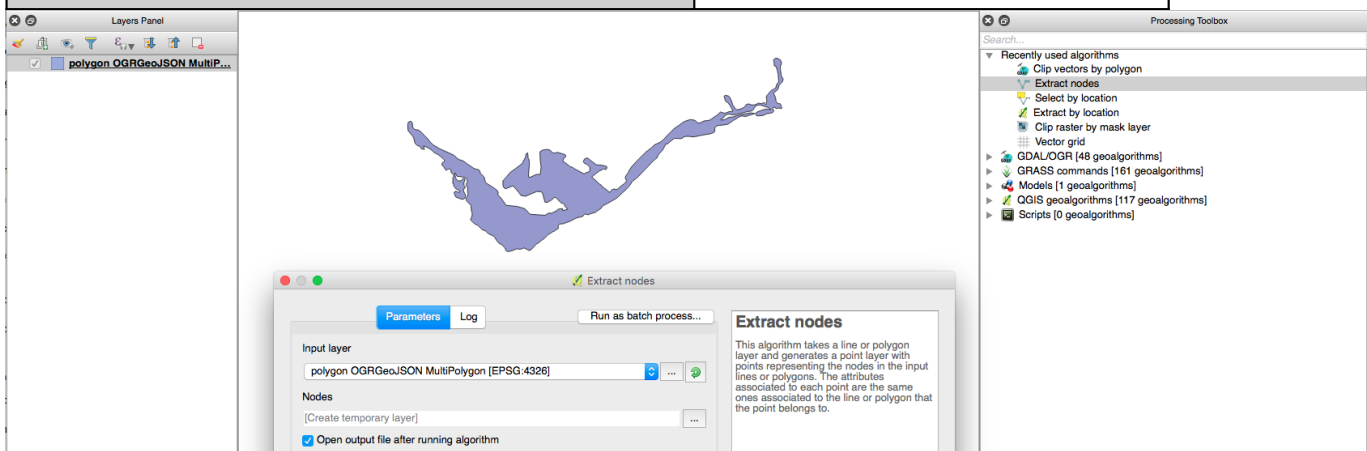 Layers Panel
polygon OGRGeoJSON MultiP...
Extract nodes
Parameters
Log
Run as batch process...
Input layer
polygon OGRGeoJSON MultiPolygon [EPSG:4326]
...
Nodes
[Create temporary layer]
...
Open output file after running algorithm
Extract nodes
This algorithm takes a line or polygon
layer and generates a point layer with
points representing the nodes in the input
lines or polygons. The attributes
associated to each point are the same
ones associated to the line or polygon that
the point belongs to.
Processing Toolbox
Search...
Recently used algorithms
Clip vectors by polygon
Extract nodes
Select by location
Extract by location
Clip raster by mask layer
Vector grid
GDAL/OGR [48 geoalgorithms]
GRASS commands [161 geoalgorithms]
Models [1 geoalgorithms]
QGIS geoalgorithms [117 geoalgorithms]
Scripts [0 geoalgorithms]